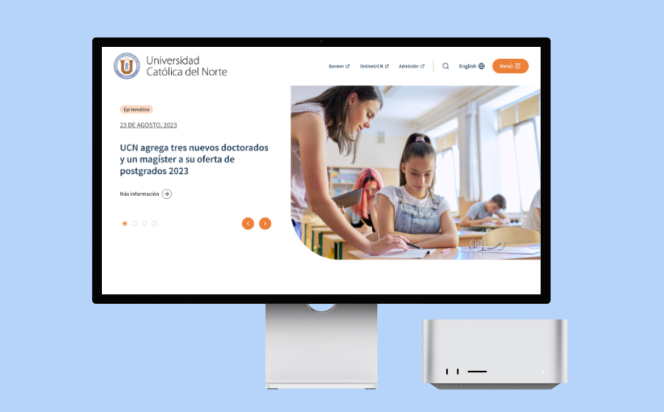 Universidad
Católica del Norte
Banner
OnlineUCN
Admisión
English
Menú
Eje temático
23 DE AGOSTO, 2023
UCN agrega tres nuevos doctorados
y un magíster a su oferta de
postgrados 2023
Más información